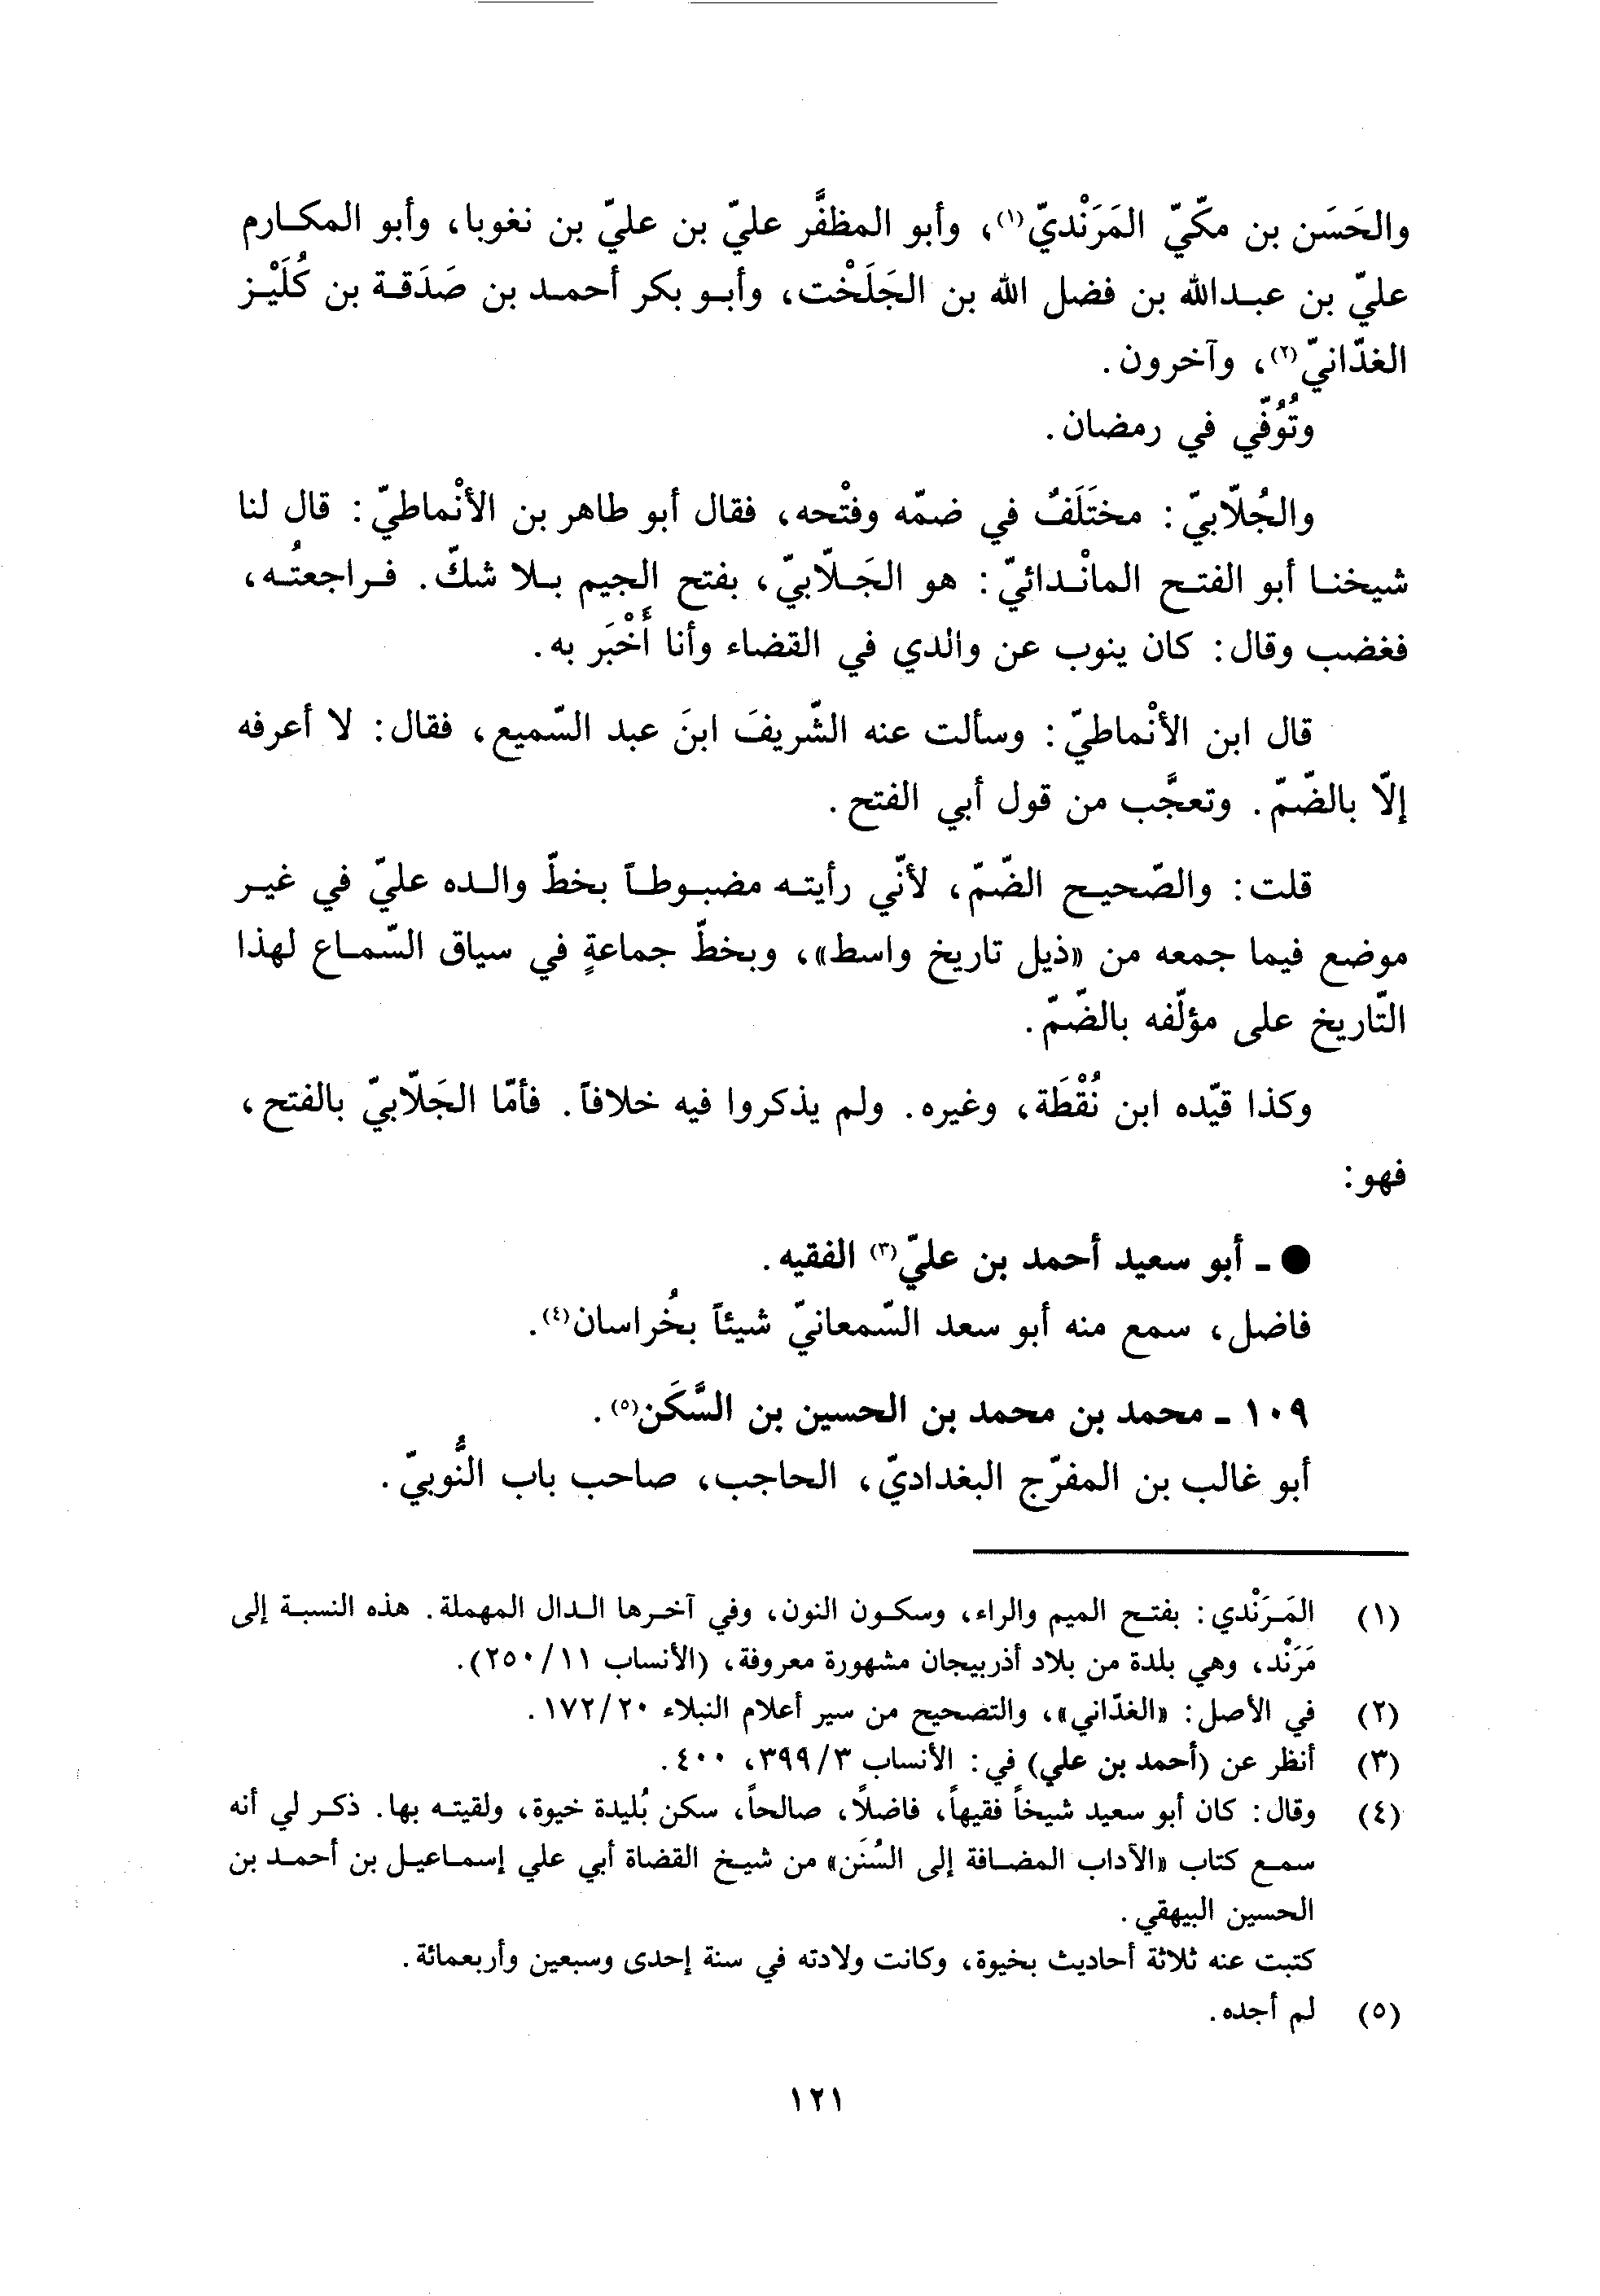 والحَسَن بن مكّيّ المَرَنْديّ(١)، وأبو المظفَّر عليّ بن عليّ بن نغوبا، وأبو المكارم
عليّ بن عبدالله بن فضل الله بن الجَلَخْت، وأبو بكر أحمد بن صَدَقة بن كُلَيْز
الغدّانيّ(٢)، وآخرون.
وتُوُفّي في رمضان.
والجُلّابيّ: مختَلَفٌ في ضمّه وفتْحه، فقال أبو طاهر بن الأنْماطيّ: قال لنا
شيخنا أبو الفتح المانْدائيّ: هو الجَلّابيّ، بفتح الجيم بلا شكّ. فراجعتُه،
فغضب وقال: كان ينوب عن والدي في القضاء وأنا أَخْبَر به.
قال ابن الأنْماطيّ: وسألت عنه الشّريفَ ابنَ عبد السّميع، فقال: لا أعرفه
إلّا بالضّمّ. وتعجَّب من قول أبي الفتح.
قلت: والصّحيح الضّمّ، لأنّي رأيته مضبوطاً بخطّ والده عليّ في غير
موضع فيما جمعه من «ذيل تاريخ واسط»، وبخطّ جماعةٍ في سياق السّماع لهذا
التّاريخ على مؤلّفه بالضّمّ.
وكذا قيّده ابن نُقْطَة، وغيره. ولم يذكروا فيه خلافاً. فأمّا الجَلّابيّ بالفتح،
فهو:
● ـ أبو سعيد أحمد بن عليّ(٣) الفقيه.
فاضل، سمع منه أبو سعد السّمعانيّ شيئاً بخُراسان(٤).
١٠٩ ـ محمد بن محمد بن الحسين بن السَّكَن(٥).
أبو غالب بن المفرّج البغداديّ، الحاجب، صاحب باب النُّوبيّ.
(١) المَرَنْدي: بفتح الميم والراء، وسكون النون، وفي آخرها الدال المهملة. هذه النسبة إلى
مَرَنْد، وهي بلدة من بلاد أذربيجان مشهورة معروفة، (الأنساب ٢٥٠/١١).
(٢) في الأصل: «الغدّاني»، والتصحيح من سير أعلام النبلاء ١٧٢/٢٠.
(٣) أنظر عن (أحمد بن علي) في: الأنساب ٣٩٩/٣، ٤٠٠.
(٤) وقال: كان أبو سعيد شيخاً فقيهاً، فاضلاً، صالحاً، سكن بُليدة خيوة، ولقيته بها. ذكر لي أنه
سمع كتاب «الآداب المضافة إلى السُنَن» من شيخ القضاة أبي علي إسماعيل بن أحمد بن
الحسين البيهقي.
كتبت عنه ثلاثة أحاديث بخيوة، وكانت ولادته في سنة إحدى وسبعين وأربعمائة.
(٥) لم أجده.
١٢١